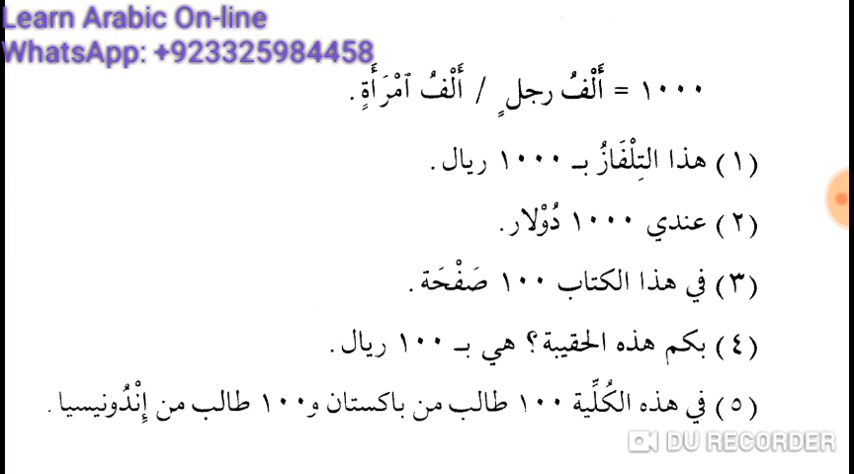 Learn Arabic On-line
WhatsApp: +923325984458
١٠٠٠ = أَلْفُ رجلٍ / أَلْفُ ٱمْرَأَةٍ .
(١) هذا التِلْفَازُ بـ ١٠٠٠ ريال .
(٢) عندي ١٠٠٠ دُوْلار .
(٣) في هذا الكتاب ١٠٠ صَفْحَة .
(٤) بكم هذه الحقيبة؟ هي بـ ١٠٠ ريال .
(٥) في هذه الكُلِّية ١٠٠ طالب من باكستان و١٠٠ طالب من إِنْدُونيسيا .
DU RECORDER